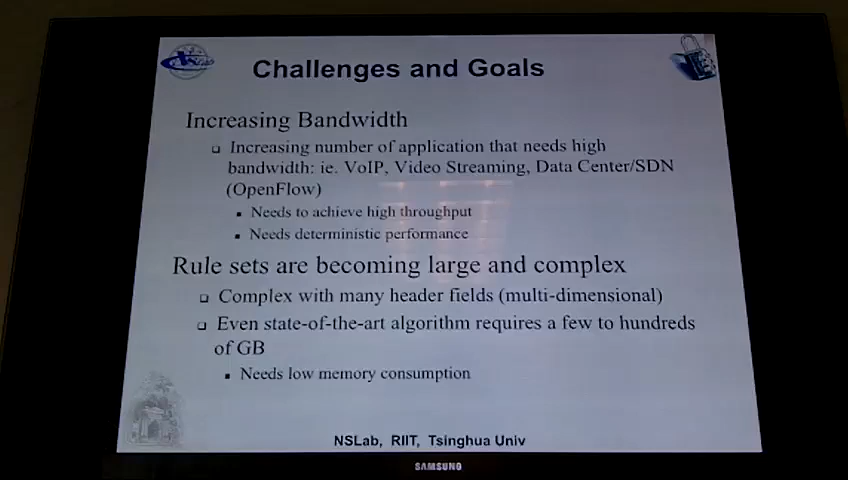 Challenges and Goals
Increasing Bandwidth
Increasing number of application that needs high
bandwidth: ie. VoIP, Video Streaming, Data Center/SDN
(OpenFlow)
Needs to achieve high throughput
Needs deterministic performance
Rule sets are becoming large and complex
Complex with many header fields (multi-dimensional)
Even state-of-the-art algorithm requires a few to hundreds
of GB
Needs low memory consumption
NSLab, RIIT, Tsinghua Univ
SAMSUNG